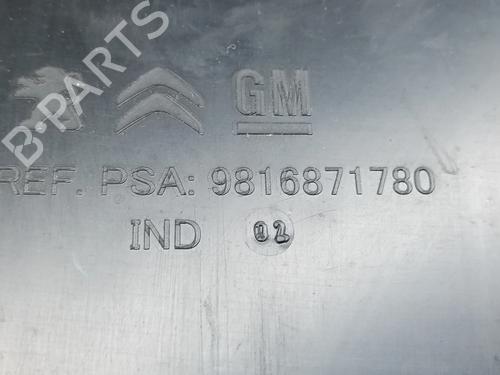 GM
REF. PSA: 9816871780
IND 02
B-PARTS